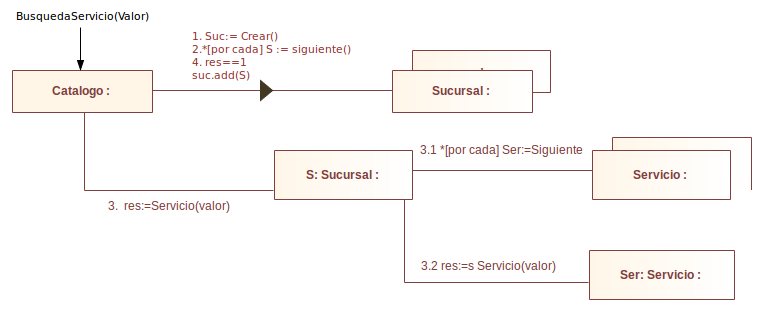 BusquedaServicio(Valor)
1. Suc:= Crear()
2.*[por cada] S := siguiente()
4. res==1
suc.add(S)
Catalogo :
Sucursal :
3.1 *[por cada] Ser:=Siguiente
S: Sucursal :
Servicio :
3. res:=Servicio(valor)
3.2 res:=s Servicio(valor)
Ser: Servicio :